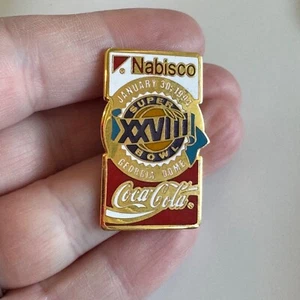 Nabisco
JANUARY 30, 1994
SUPER
XXVIII
BOWL
GEORGIA DOME
Coca-Cola